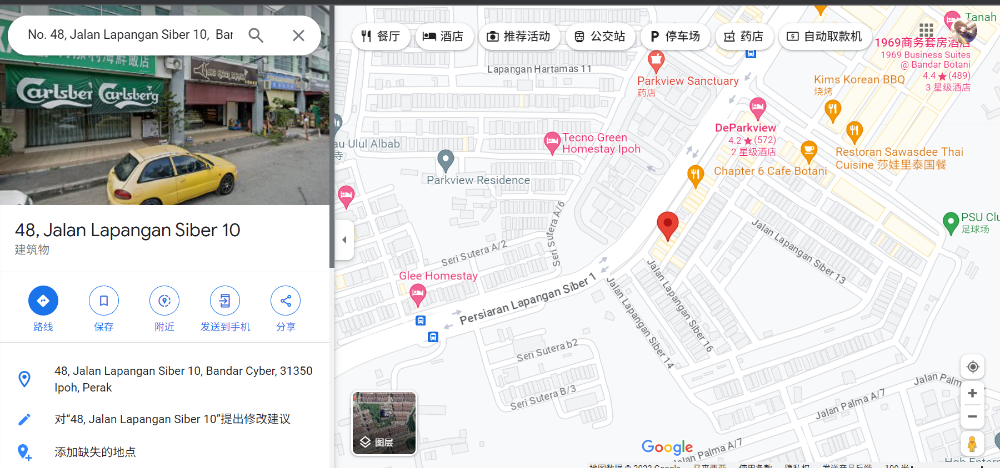 No. 48, Jalan Lapangan Siber 10, Bar
海鮮飯店
Carlsber
Carlsberg
48, Jalan Lapangan Siber 10
建筑物
路线
保存
附近
发送到手机
分享
48, Jalan Lapangan Siber 10, Bandar Cyber, 31350
Ipoh, Perak
对“48, Jalan Lapangan Siber 10”提出修改建议
添加缺失的地点
餐厅
酒店
推荐活动
公交站
P 停车场
药店
自动取款机
Tanah
1969商务套房酒店
1969 Business Suites
@ Bandar Botani
4.4 ★ (489)
3 星级酒店
Lapangan Hartamas 11
Parkview Sanctuary
药店
Kims Korean BBQ
烧烤
DeParkview
4.2 ★ (572)
2 星级酒店
au Ulul Albab
寺
Tecno Green
Homestay Ipoh
Restoran Sawasdee Thai
Cuisine 莎娃里泰国餐
Chapter 6 Cafe Botani
Parkview Residence
PSU Clu
足球场
Seri Sutera A/6
Jalan Lapangan Siber 13
Seri Sutera A/2
Glee Homestay
Persiaran Lapangan Siber 1
Jalan Lapangan Siber 16
Jalan Lapangan Siber 14
Seri Sutera b2
Seri Sutera B/3
Jalan Palm
Jalan Palma A/7
Jalan Palma A/7
图层
Google
地图数据 © 2022 Google
马来西亚
使用条款
隐私权
发送产品反馈
100 米